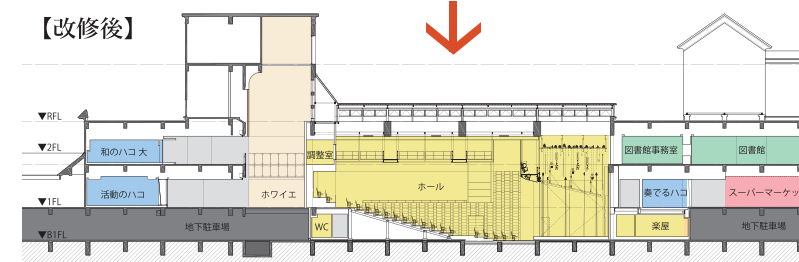 【改修後】
▼RFL
▼2FL
和のハコ 大
調整室
図書館事務室
図書館
活動のハコ
ホワイエ
ホール
奏でるハコ
スーパーマーケッ
▼1FL
地下駐車場
WC
楽屋
地下駐車場
▼B1FL